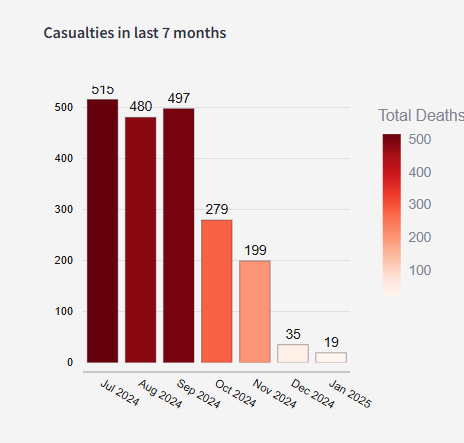 Casualties in last 7 months
515
480
497
279
199
35
19
500
400
300
200
100
0
Jul 2024
Aug 2024
Sep 2024
Oct 2024
Nov 2024
Dec 2024
Jan 2025
Total Deaths
500
400
300
200
100